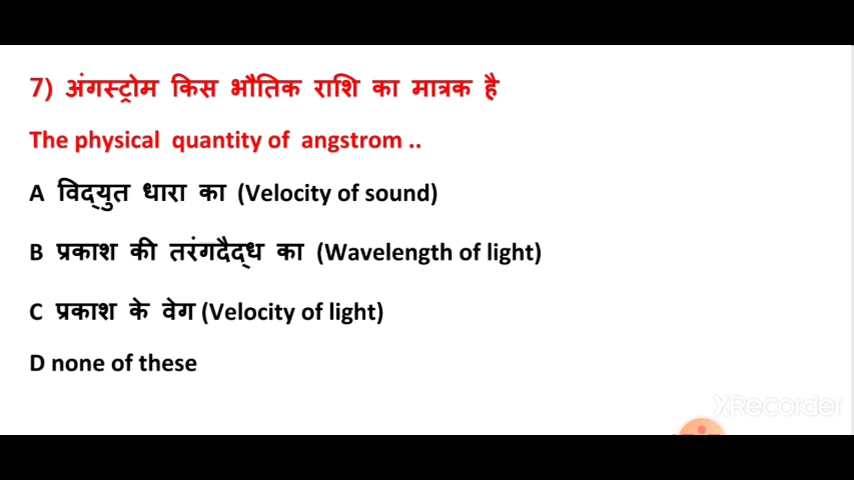 7) अंगस्ट्रोम किस भौतिक राशि का मात्रक है
The physical quantity of angstrom ..
A विद्युत धारा का (Velocity of sound)
B प्रकाश की तरंगदैद्ध का (Wavelength of light)
C प्रकाश के वेग (Velocity of light)
D none of these
XRecorder